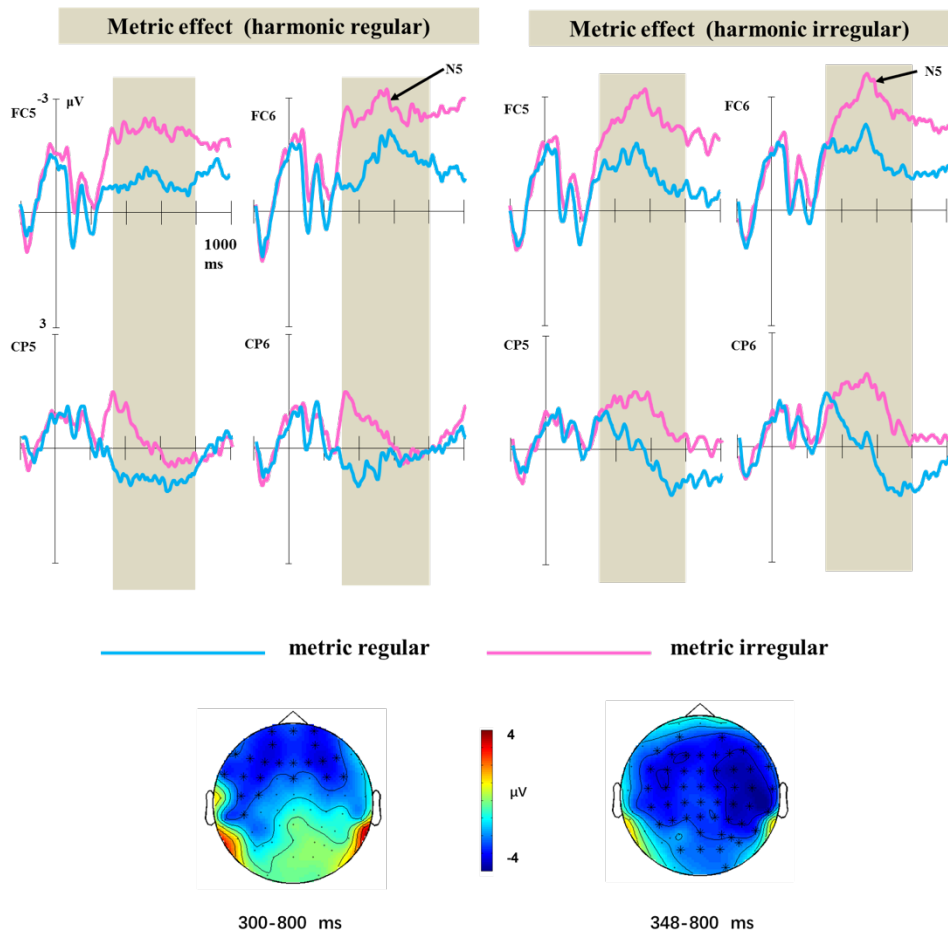 Metric effect (harmonic regular)
Metric effect (harmonic irregular)
N5
N5
-3
μV
FC5
FC6
FC5
FC6
1000
ms
3
CP5
CP6
CP5
CP6
metric regular
metric irregular
4
μV
-4
300-800 ms
348-800 ms